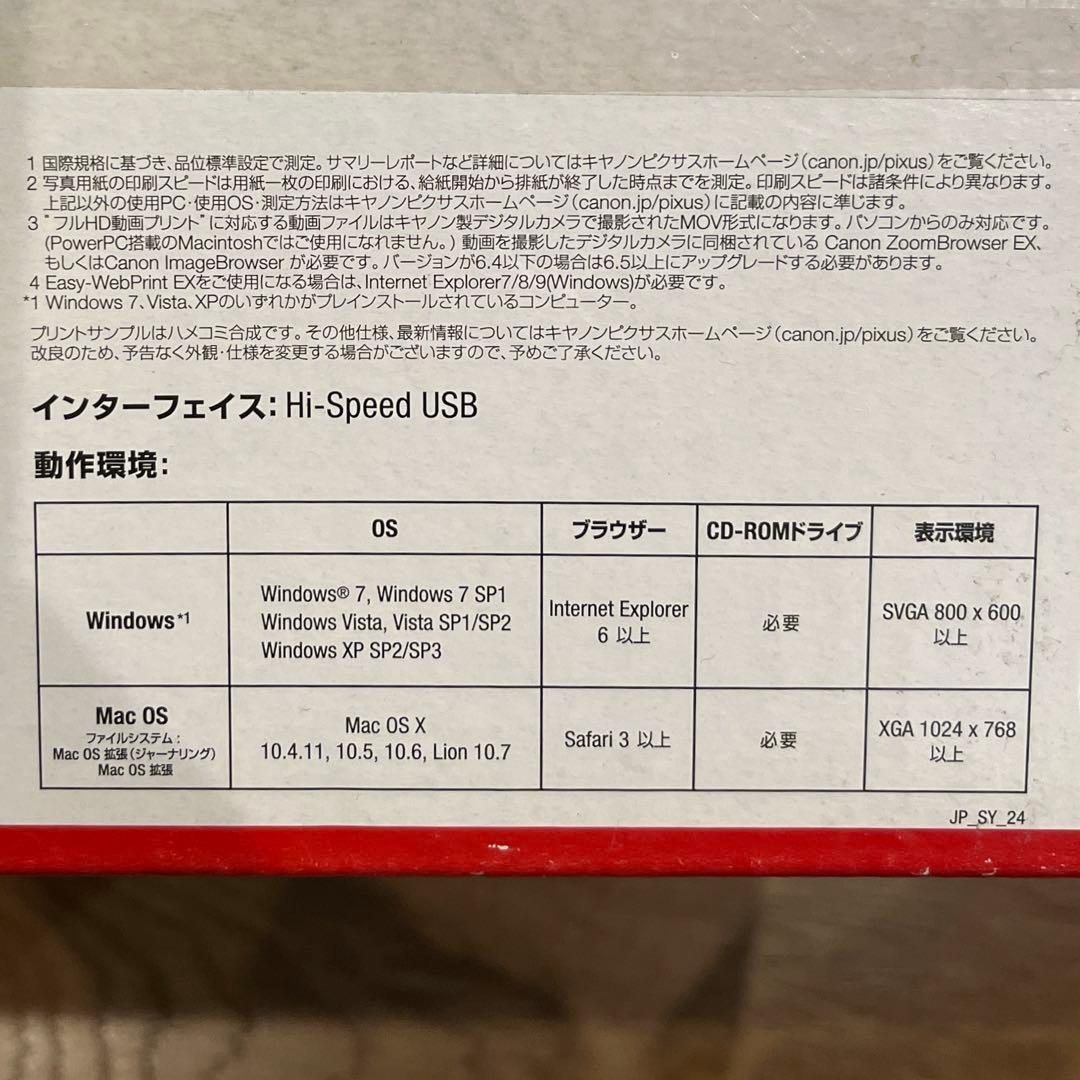 1 国際規格に基づき、品位標準設定で測定。サマリーレポートなど詳細についてはキヤノンピクサスホームページ(canon.jp/pixus)をご覧ください。
2 写真用紙の印刷スピードは用紙一枚の印刷における、給紙開始から排紙が終了した時点までを測定。印刷スピードは諸条件により異なります。
上記以外の使用PC・使用OS・測定方法はキヤノンピクサスホームページ(canon.jp/pixus)に記載の内容に準じます。
3 "フルHD動画プリント"に対応する動画ファイルはキヤノン製デジタルカメラで撮影されたMOV形式になります。パソコンからのみ対応です。
(PowerPC搭載のMacintoshではご使用になれません。) 動画を撮影したデジタルカメラに同梱されている Canon ZoomBrowser EX、
もしくはCanon ImageBrowser が必要です。バージョンが6.4以下の場合は6.5以上にアップグレードする必要があります。
4 Easy-WebPrint EXをご使用になる場合は、Internet Explorer7/8/9(Windows)が必要です。
*1 Windows 7、Vista、XPのいずれかがプレインストールされているコンピューター。
プリントサンプルはハメコミ合成です。その他仕様、最新情報についてはキヤノンピクサスホームページ(canon.jp/pixus)をご覧ください。
改良のため、予告なく外観・仕様を変更する場合がございますので、予めご了承ください。
インターフェイス: Hi-Speed USB
動作環境:
OS ブラウザー CD-ROMドライブ 表示環境
Windows*1
Windows® 7, Windows 7 SP1
Windows Vista, Vista SP1/SP2
Windows XP SP2/SP3
Internet Explorer
6 以上
必要
SVGA 800 x 600
以上
Mac OS
ファイルシステム:
Mac OS 拡張(ジャーナリング)
Mac OS 拡張
Mac OS X
10.4.11, 10.5, 10.6, Lion 10.7
Safari 3 以上
必要
XGA 1024 x 768
以上
JP_SY_24